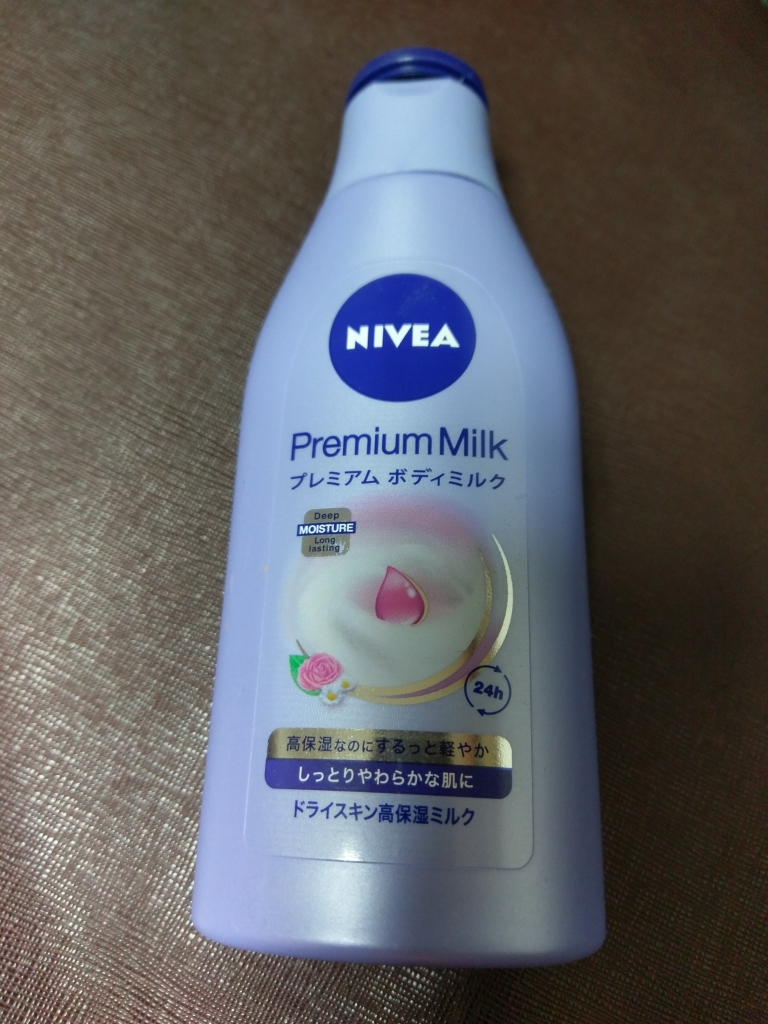 NIVEA
Premium Milk
プレミアム ボディミルク
Deep
MOISTURE
Long
lasting
24h
高保湿なのにするっと軽やか
しっとりやわらかな肌に
ドライスキン高保湿ミルク